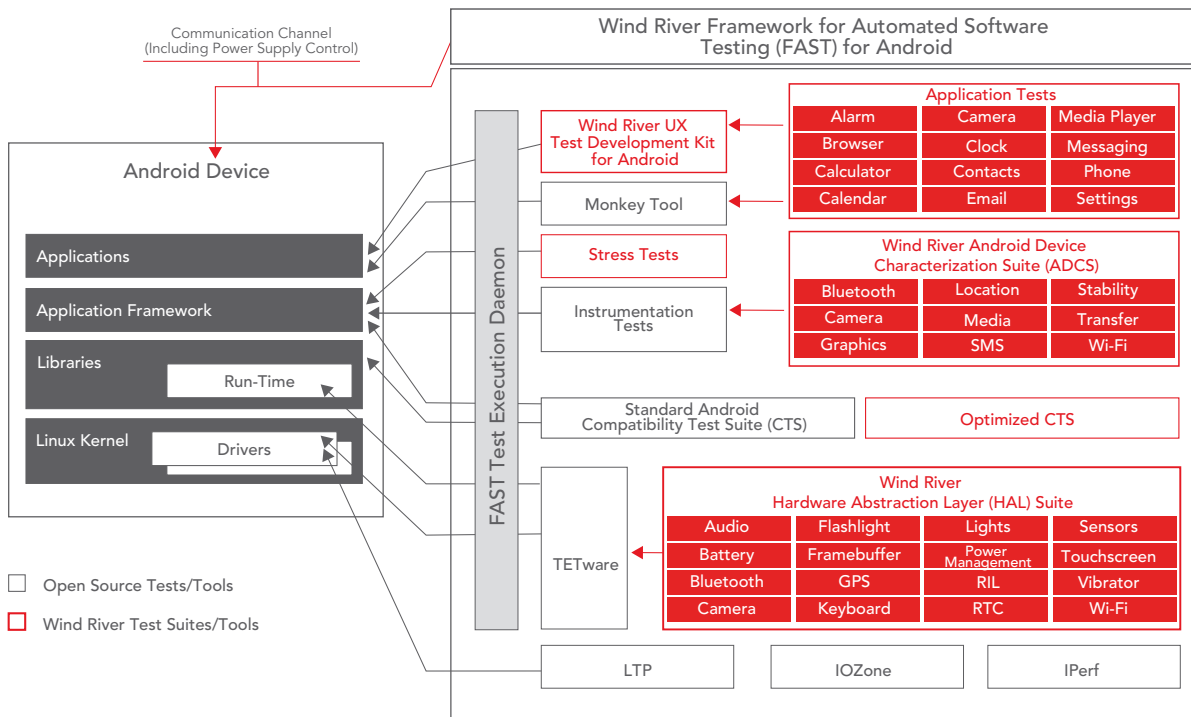 Communication Channel
(Including Power Supply Control)
Wind River Framework for Automated Software
Testing (FAST) for Android
Android Device
Applications
Application Framework
Libraries
Run-Time
Linux Kernel
Drivers
Open Source Tests/Tools
Wind River Test Suites/Tools
FAST Test Execution Daemon
Wind River UX
Test Development Kit
for Android
Monkey Tool
Stress Tests
Instrumentation
Tests
Application Tests
Alarm Camera Media Player
Browser Clock Messaging
Calculator Contacts Phone
Calendar Email Settings
Wind River Android Device
Characterization Suite (ADCS)
Bluetooth Location Stability
Camera Media Transfer
Graphics SMS Wi-Fi
Standard Android
Compatibility Test Suite (CTS)
Optimized CTS
TETware
Wind River
Hardware Abstraction Layer (HAL) Suite
Audio Flashlight Lights Sensors
Battery Framebuffer Power Management Touchscreen
Bluetooth GPS RIL Vibrator
Camera Keyboard RTC Wi-Fi
LTP
IOZone
IPerf